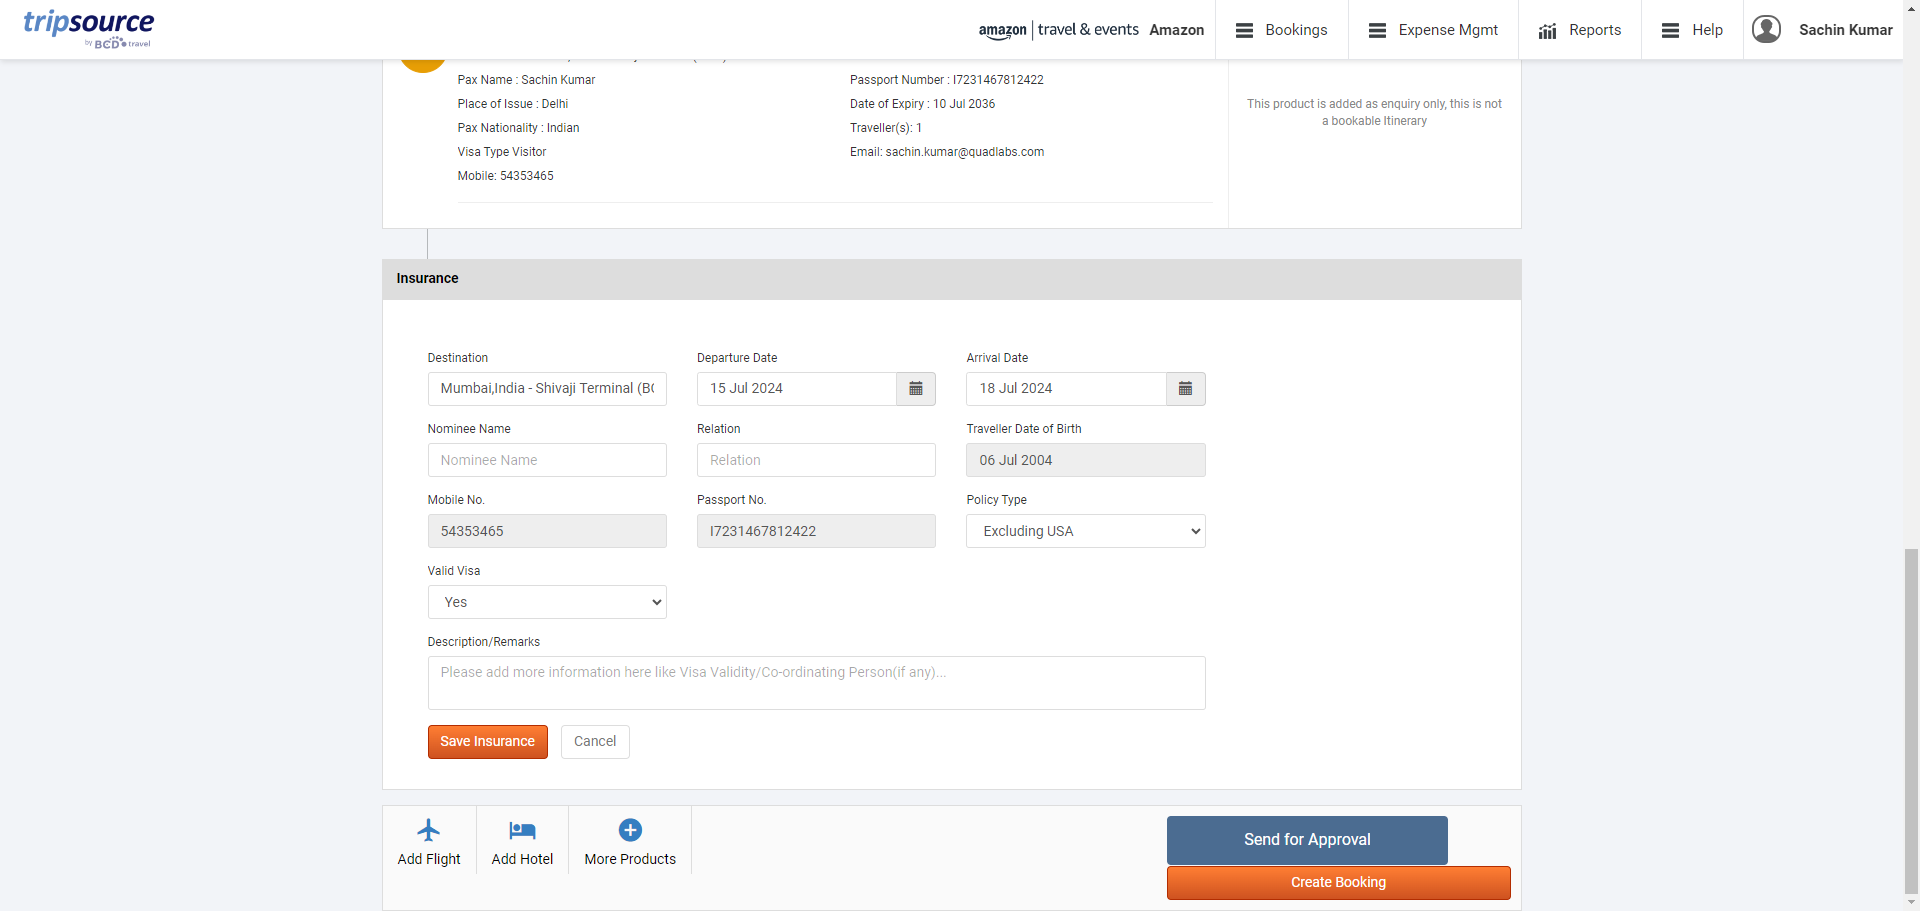 tripsource
by BCD travel
amazon travel & events Amazon
Bookings
Expense Mgmt
Reports
Help
Sachin Kumar
Pax Name : Sachin Kumar
Passport Number : I7231467812422
Place of Issue : Delhi
Date of Expiry : 10 Jul 2036
Pax Nationality : Indian
Traveller(s): 1
Visa Type Visitor
Email: sachin.kumar@quadlabs.com
Mobile: 54353465
This product is added as enquiry only, this is not
a bookable Itinerary
Insurance
Destination
Departure Date
Arrival Date
Mumbai,India - Shivaji Terminal (BO
15 Jul 2024
18 Jul 2024
Nominee Name
Relation
Traveller Date of Birth
Nominee Name
Relation
06 Jul 2004
Mobile No.
Passport No.
Policy Type
54353465
I7231467812422
Excluding USA
Valid Visa
Yes
Description/Remarks
Please add more information here like Visa Validity/Co-ordinating Person(if any)...
Save Insurance
Cancel
Add Flight
Add Hotel
More Products
Send for Approval
Create Booking